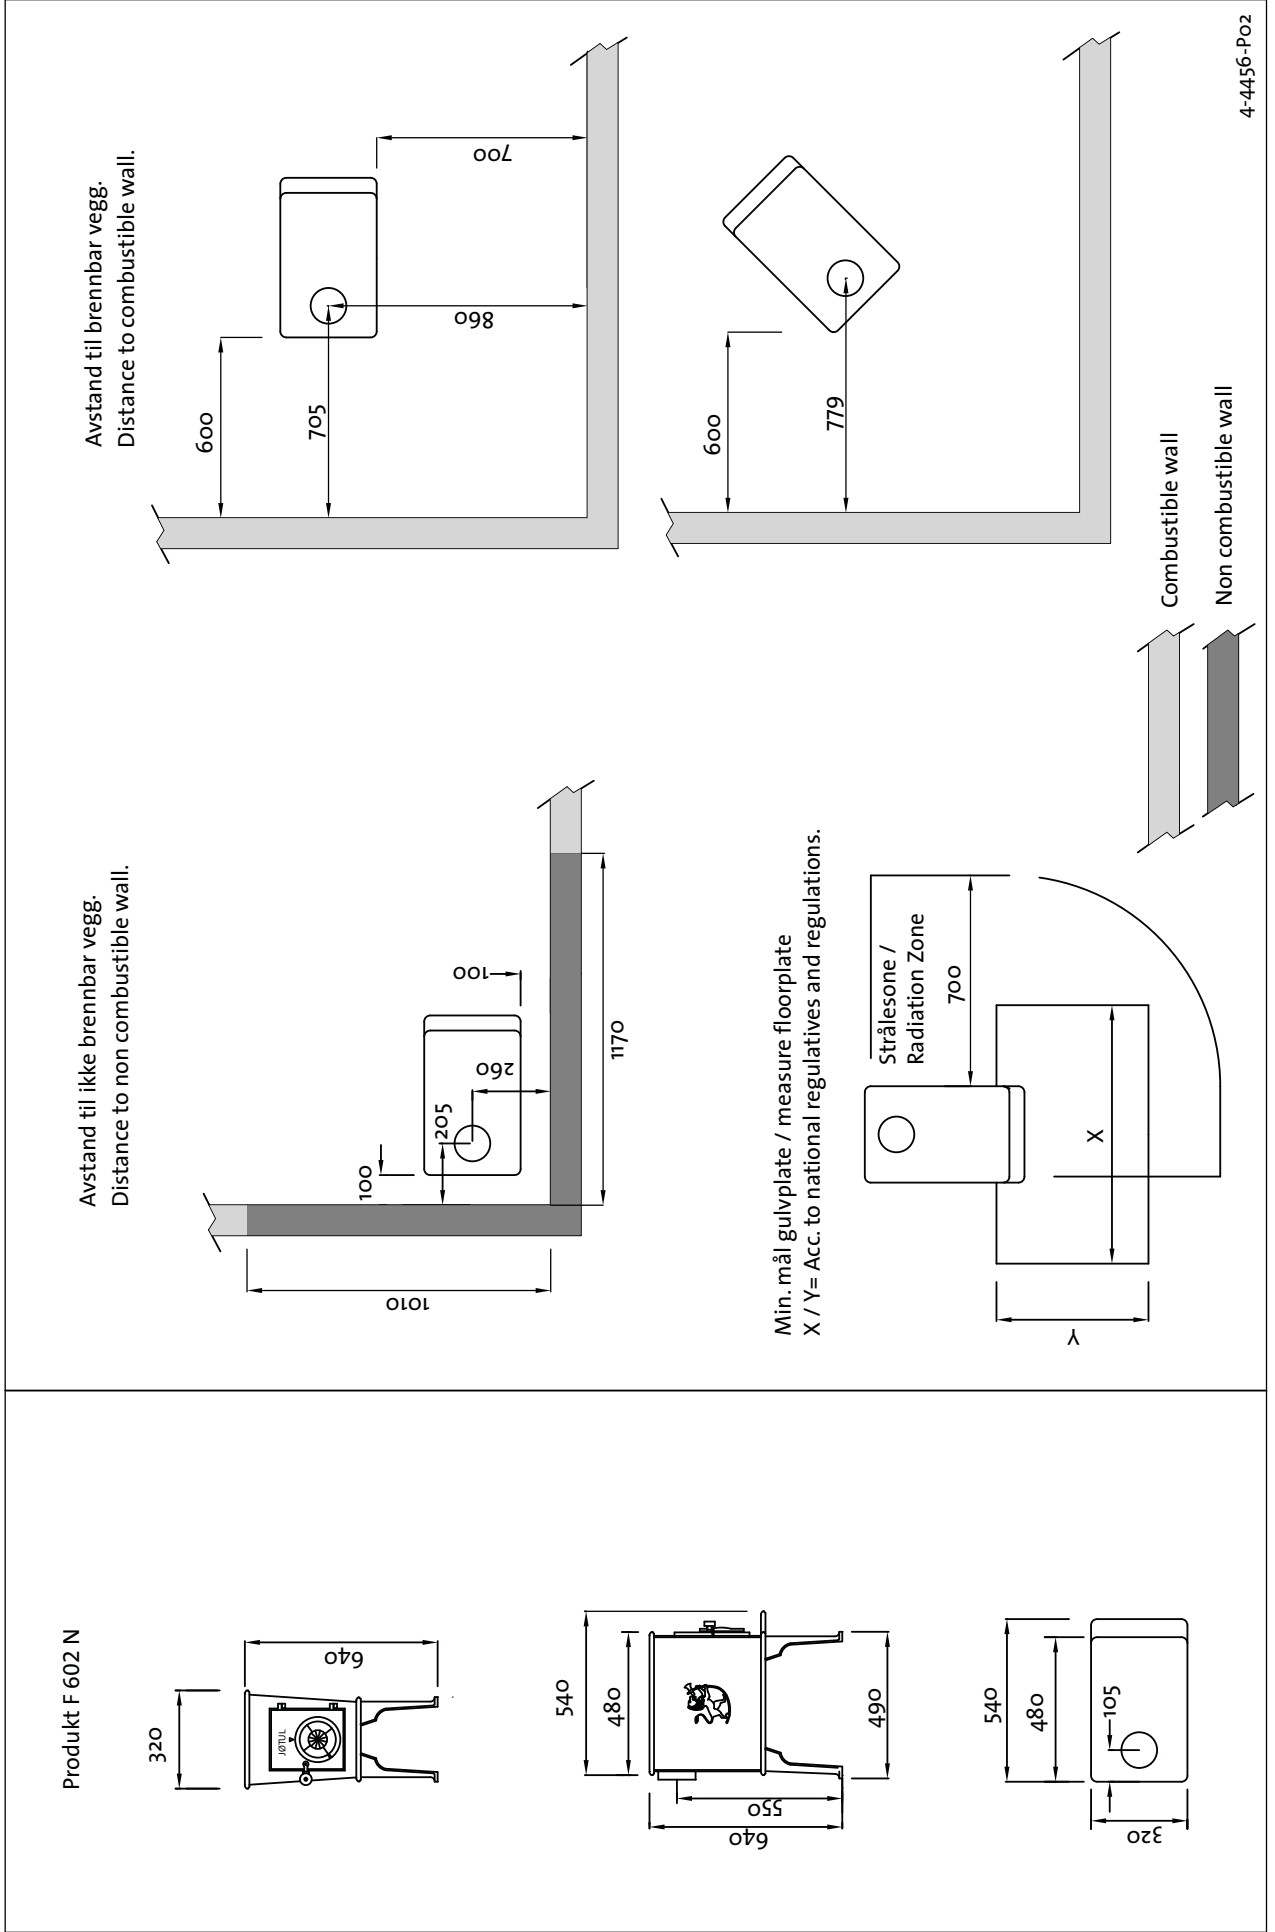 Produkt F 602 N
320
640
JØTUL
540
480
490
550
640
540
480
105
320
Avstand til ikke brennbar vegg.
Distance to non combustible wall.
100
205
260
100
1010
1170
Avstand til brennbar vegg.
Distance to combustible wall.
600
705
860
700
600
779
Min. mål gulvplate / measure floorplate
X / Y= Acc. to national regulatives and regulations.
Strålesone /
Radiation Zone
700
X
Y
Combustible wall
Non combustible wall
4-4456-P02